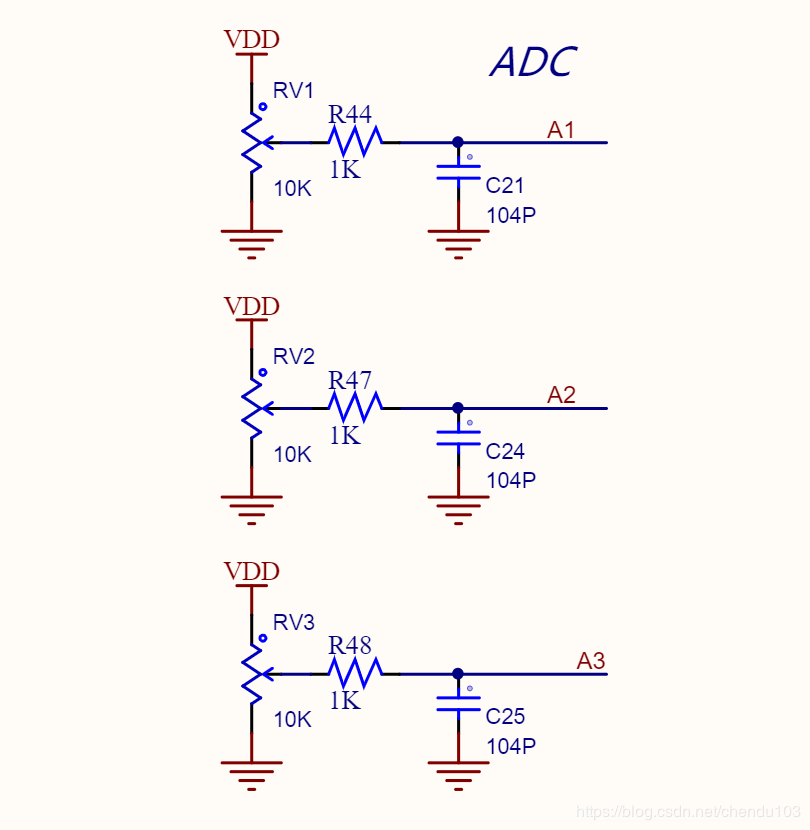 VDD
ADC
RV1
R44
A1
1K
10K
C21
104P
VDD
RV2
R47
A2
1K
10K
C24
104P
VDD
RV3
R48
A3
1K
10K
C25
104P
https://blog.csdn.net/chendu103